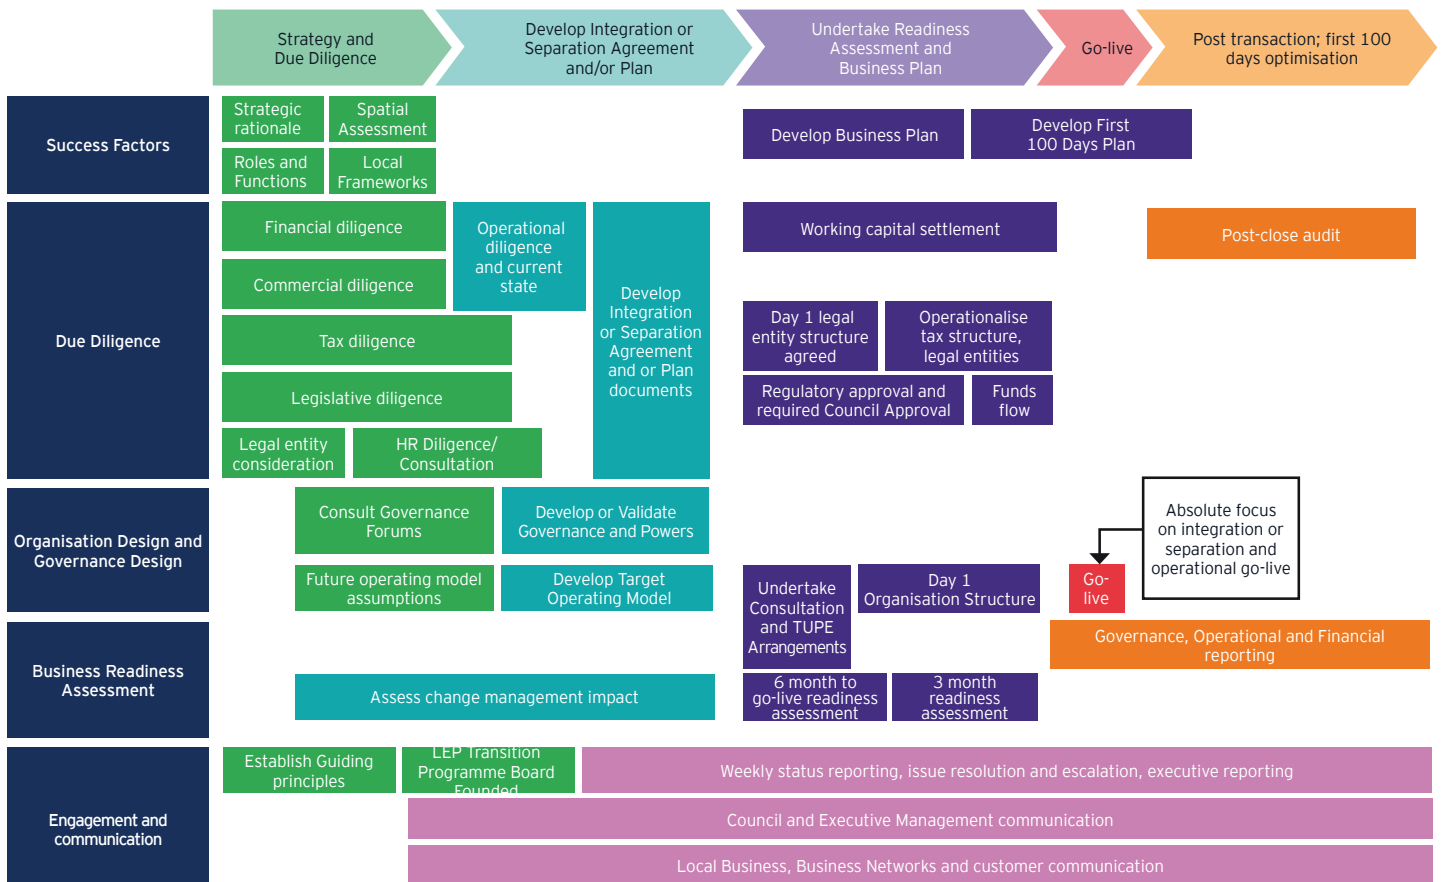 Strategy and
Due Diligence
Develop Integration or
Separation Agreement
and/or Plan
Undertake Readiness
Assessment and
Business Plan
Go-live
Post transaction; first 100
days optimisation
Success Factors
Strategic
rationale
Spatial
Assessment
Roles and
Functions
Local
Frameworks
Develop Business Plan
Develop First
100 Days Plan
Due Diligence
Financial diligence
Commercial diligence
Tax diligence
Legislative diligence
Legal entity
consideration
HR Diligence/
Consultation
Operational
diligence
and current
state
Develop
Integration
or Separation
Agreement
and or Plan
documents
Working capital settlement
Day 1 legal
entity structure
agreed
Operationalise
tax structure,
legal entities
Regulatory approval and
required Council Approval
Funds
flow
Post-close audit
Organisation Design and
Governance Design
Consult Governance
Forums
Develop or Validate
Governance and Powers
Future operating model
assumptions
Develop Target
Operating Model
Undertake
Consultation
and TUPE
Arrangements
Day 1
Organisation Structure
Go-
live
Absolute focus
on integration or
separation and
operational go-live
Governance, Operational and Financial
reporting
Business Readiness
Assessment
Assess change management impact
6 month to
go-live readiness
assessment
3 month
readiness
assessment
Engagement and
communication
Establish Guiding
principles
LEP Transition
Programme Board
Founded
Weekly status reporting, issue resolution and escalation, executive reporting
Council and Executive Management communication
Local Business, Business Networks and customer communication